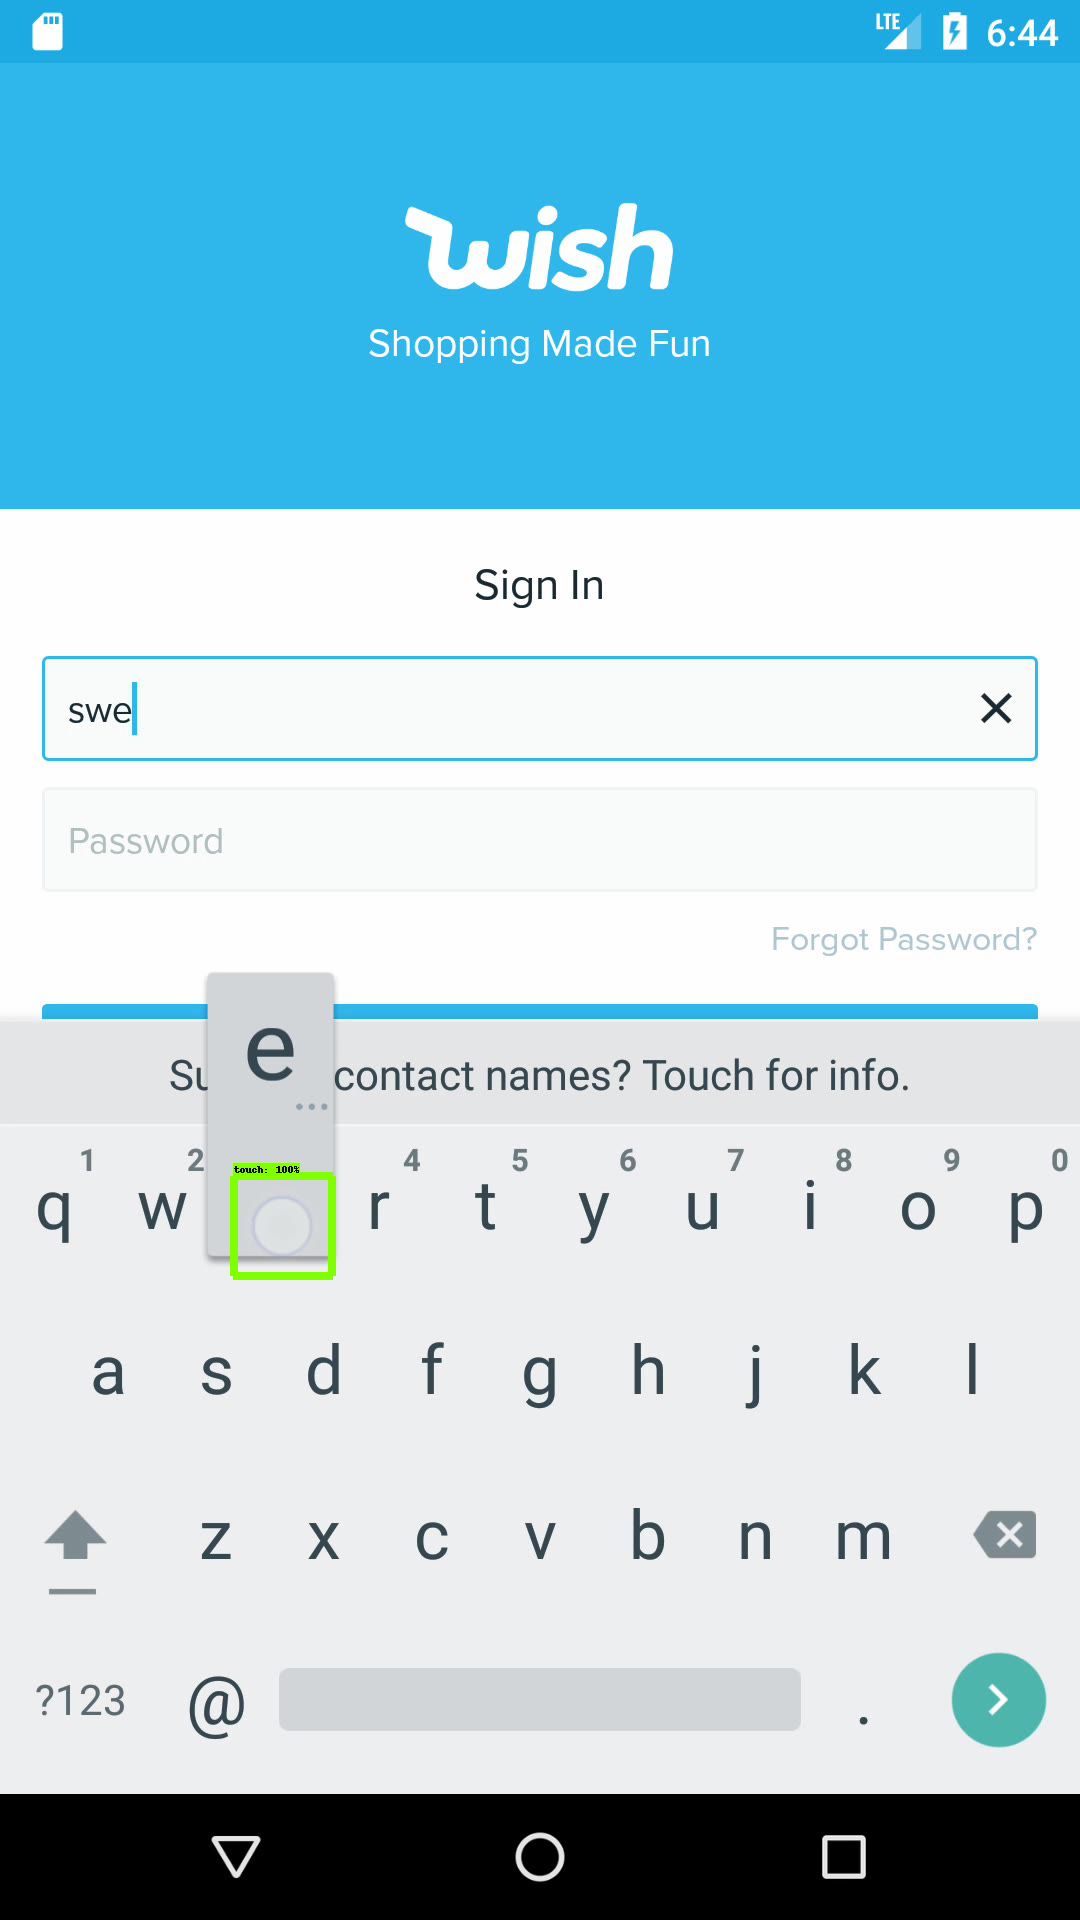 LTE 6:44
wish
Shopping Made Fun
Sign In
swe
Password
Forgot Password?
e
Su contact names? Touch for info.
...
touch: 100%
1 2 4 5 6 7 8 9 0
q w r t y u i o p
a s d f g h j k l
z x c v b n m
?123 @ .